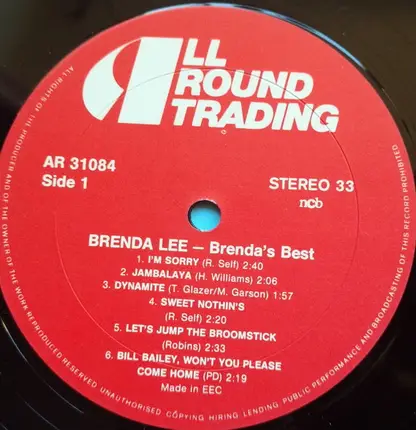 ALL
ROUND
TRADING
AR 31084
Side 1
STEREO 33
ncb
BRENDA LEE – Brenda's Best
1. I'M SORRY (R. Self) 2:40
2. JAMBALAYA (H. Williams) 2:06
3. DYNAMITE (T. Glazer/M. Garson) 1:57
4. SWEET NOTHIN'S
(R. Self) 2:20
5. LET'S JUMP THE BROOMSTICK
(Robins) 2:33
6. BILL BAILEY, WON'T YOU PLEASE
COME HOME (PD) 2:19
Made in EEC
ALL RIGHTS OF THE PRODUCER AND OF THE OWNER OF THE WORK REPRODUCED RESERVED UNAUTHORISED COPYING HIRING LENDING PUBLIC PERFORMANCE AND BROADCASTING OF THIS RECORD PROHIBITED